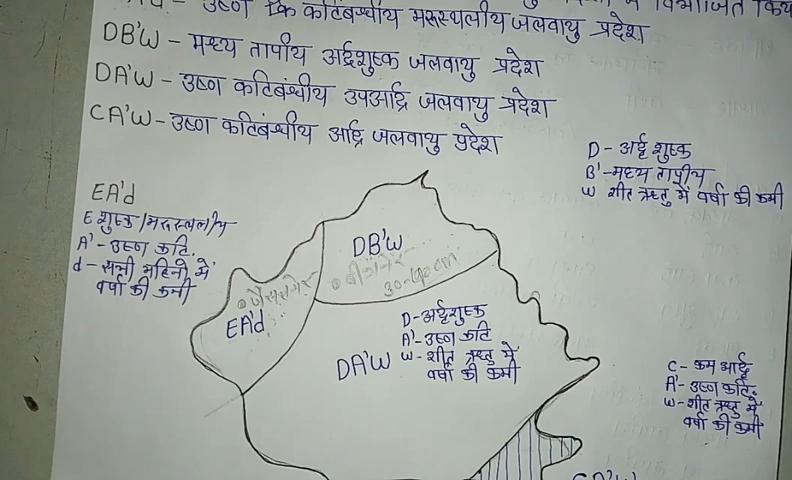 उष्ण कटिबंधीय मरुस्थलीय जलवायु प्रदेश
DB'W - मध्य तापीय अर्द्धशुष्क जलवायु प्रदेश
DA'W - उष्ण कटिबंधीय उपआर्द्र जलवायु प्रदेश
CA'W - उष्ण कटिबंधीय आर्द्र जलवायु प्रदेश
D - अर्द्ध शुष्क
B' - मध्य तापीय
W शीत ऋतु में वर्षा की कमी
EA'd
E शुष्क/मरुस्थलीय
A' - उष्ण कटि.
d - सभी महिनो में
वर्षा की कमी
DB'W
30-40cm
EA'd
D - अर्द्धशुष्क
A' - उष्ण कटि
W - शीत ऋतु में
वर्षा की कमी
DA'W
C - कम आर्द्र
A' - उष्ण कटि.
W - शीत ऋतु में
वर्षा की कमी